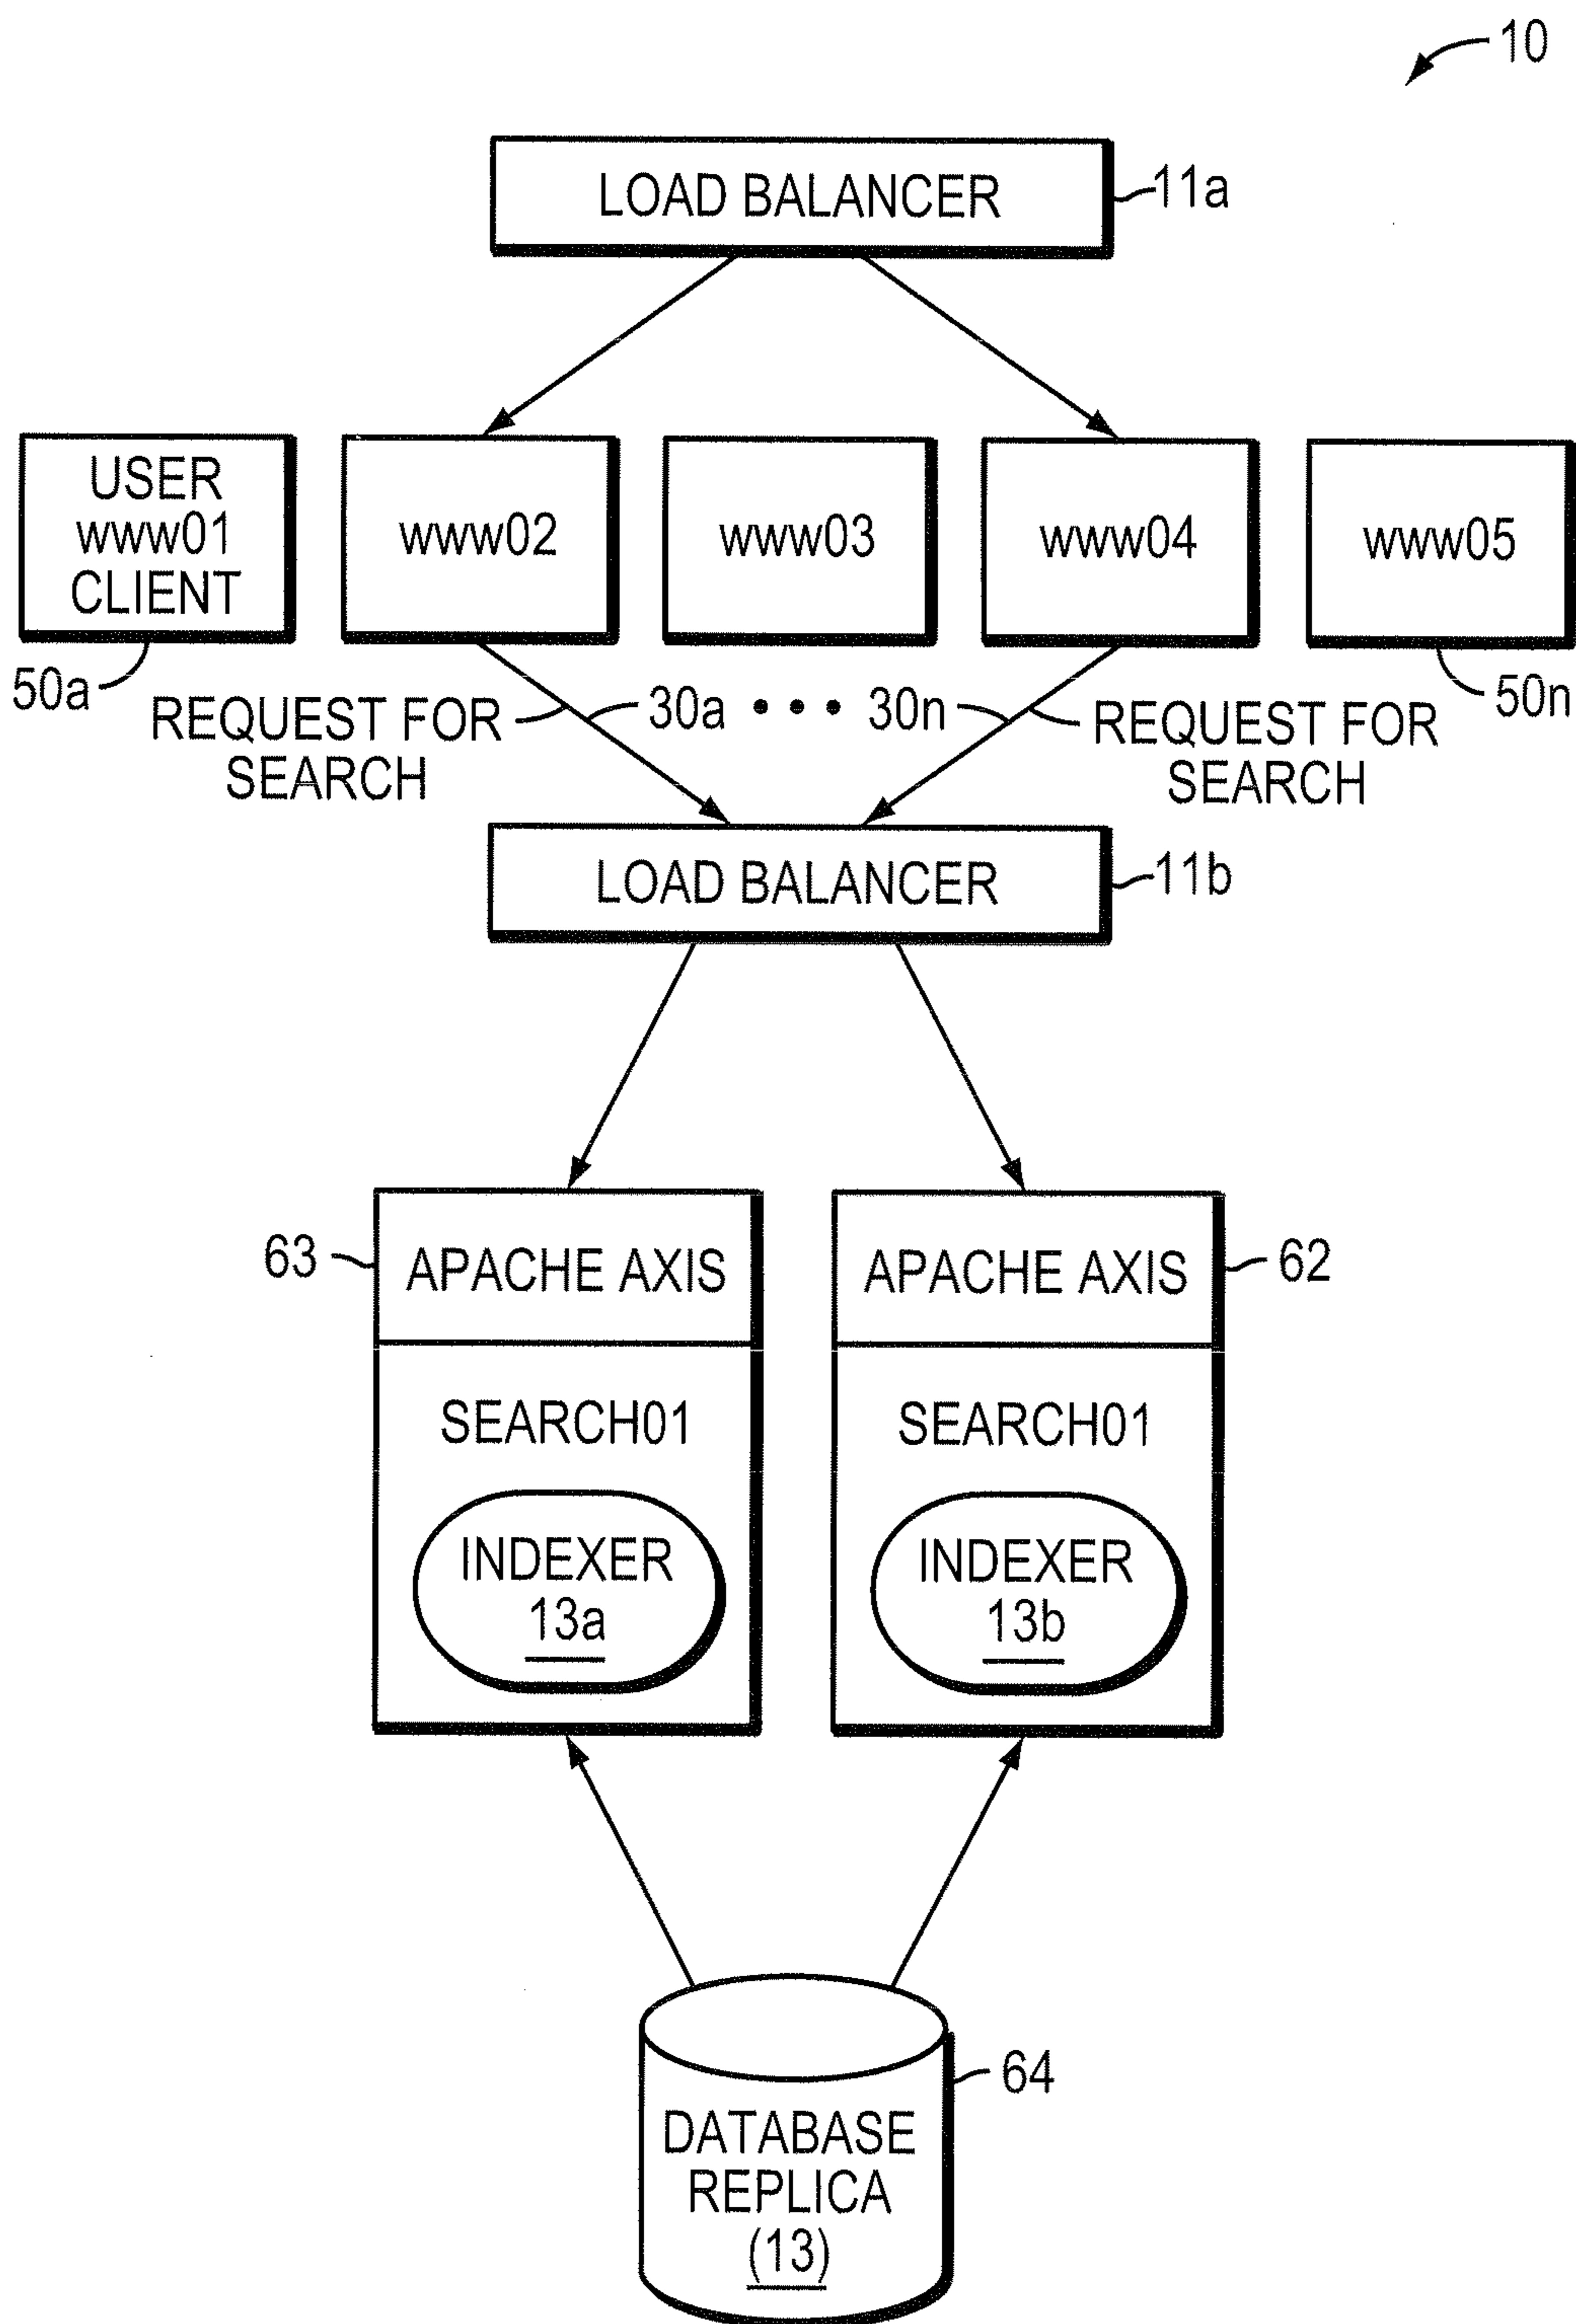 10
LOAD BALANCER
11a
USER
www01
CLIENT
www02
www03
www04
www05
50a
50n
REQUEST FOR
SEARCH
30a • • • 30n
REQUEST FOR
SEARCH
LOAD BALANCER
11b
63
APACHE AXIS
APACHE AXIS
62
SEARCH01
SEARCH01
INDEXER
13a
INDEXER
13b
64
DATABASE
REPLICA
(13)